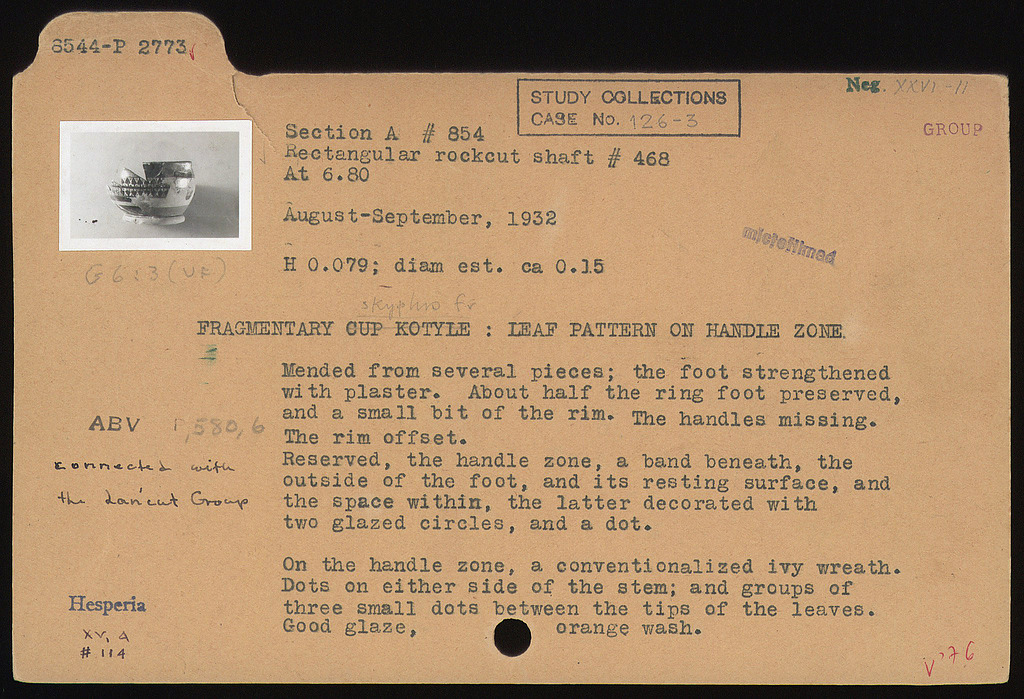 8544-P 2773
Neg. XXVI-11
STUDY COLLECTIONS
CASE No. 126-3
GROUP
Section A # 854
Rectangular rockcut shaft # 468
At 6.80
August-September, 1932
microfilmed
H 0.079; diam est. ca 0.15
G 6:3 (UF)
skyphos fr
FRAGMENTARY CUP KOTYLE : LEAF PATTERN ON HANDLE ZONE.
Mended from several pieces; the foot strengthened
with plaster. About half the ring foot preserved,
and a small bit of the rim. The handles missing.
The rim offset.
Reserved, the handle zone, a band beneath, the
outside of the foot, and its resting surface, and
the space within, the latter decorated with
two glazed circles, and a dot.
ABV P, 580, 6
connected with
the Lańcut Group
On the handle zone, a conventionalized ivy wreath.
Dots on either side of the stem; and groups of
three small dots between the tips of the leaves.
Good glaze, orange wash.
Hesperia
XV, 4
# 114
V '76